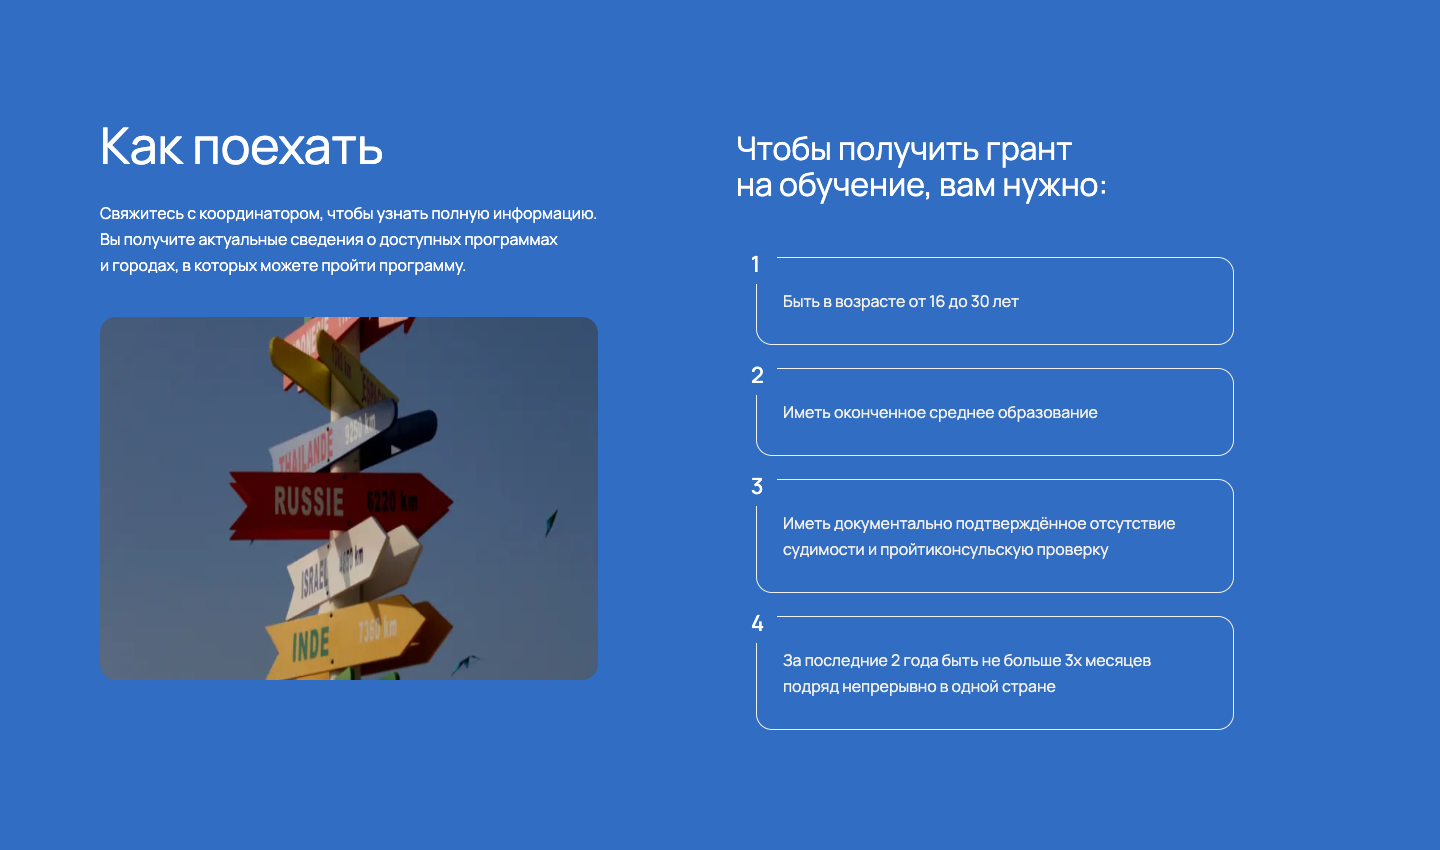 Как поехать
Свяжитесь с координатором, чтобы узнать полную информацию.
Вы получите актуальные сведения о доступных программах
и городах, в которых можете пройти программу.
THAILANDE 9250 km
RUSSIE 6220 km
ISRAEL
INDE 7360 km
Чтобы получить грант
на обучение, вам нужно:
1
Быть в возрасте от 16 до 30 лет
2
Иметь оконченное среднее образование
3
Иметь документально подтверждённое отсутствие
судимости и пройтиконсульскую проверку
4
За последние 2 года быть не больше 3х месяцев
подряд непрерывно в одной стране